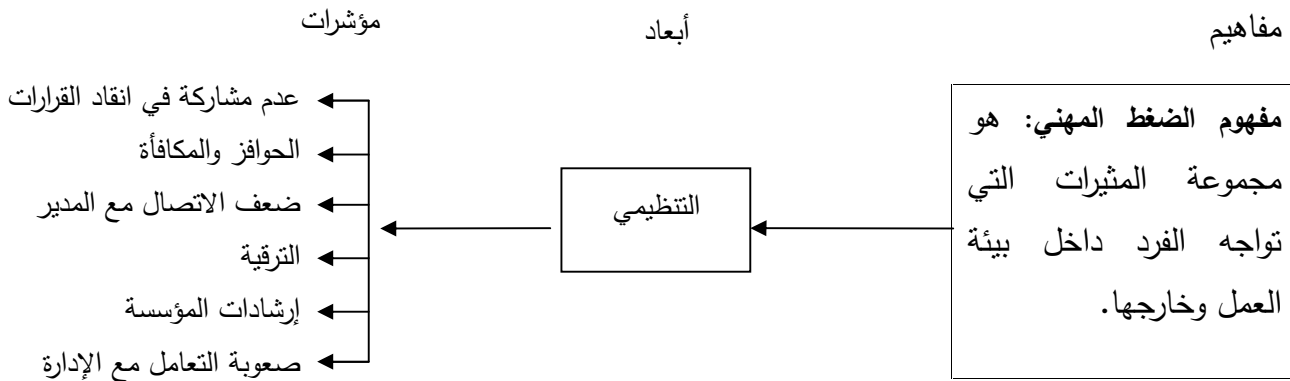 مفاهيم
أبعاد
مؤشرات
مفهوم الضغط المهني: هو
مجموعة المثيرات التي
تواجه الفرد داخل بيئة
العمل وخارجها.
التنظيمي
عدم مشاركة في انقاد القرارات
الحوافز والمكافأة
ضعف الاتصال مع المدير
الترقية
إرشادات المؤسسة
صعوبة التعامل مع الإدارة